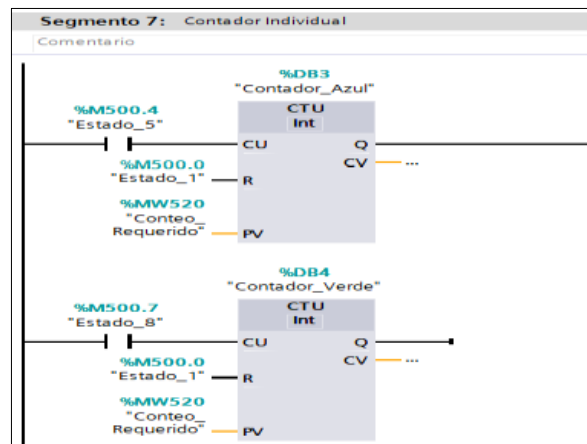 Segmento 7: Contador Individual
Comentario
%DB3
"Contador_Azul"
CTU
Int
%M500.4
"Estado_5"
CU
Q
CV
...
%M500.0
"Estado_1"
R
%MW520
"Conteo_
Requerido"
PV
%DB4
"Contador_Verde"
CTU
Int
%M500.7
"Estado_8"
CU
Q
CV
...
%M500.0
"Estado_1"
R
%MW520
"Conteo_
Requerido"
PV